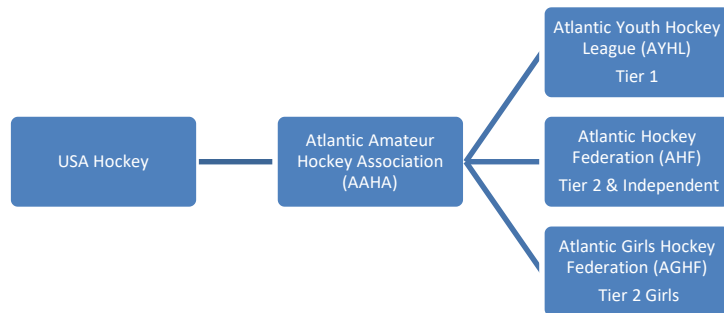 USA Hockey
Atlantic Amateur
Hockey Association
(AAHA)
Atlantic Youth Hockey
League (AYHL)
Tier 1
Atlantic Hockey
Federation (AHF)
Tier 2 & Independent
Atlantic Girls Hockey
Federation (AGHF)
Tier 2 Girls